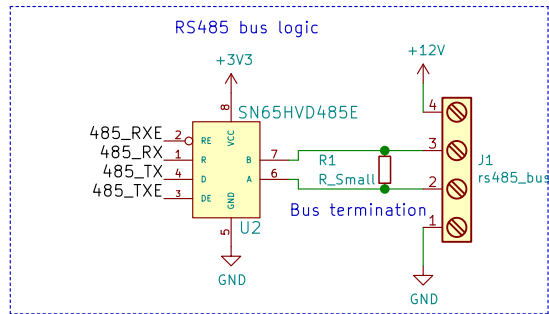 RS485 bus logic
+12V
+3V3
SN65HVD485E
8
VCC
4
485_RXE 2 RE
485_RX 1 R
B 7
3
R1
J1
485_TX 4 D
A 6
R_Small
2
rs485_bus
485_TXE 3 DE
GND
Bus termination
1
5
U2
GND
GND